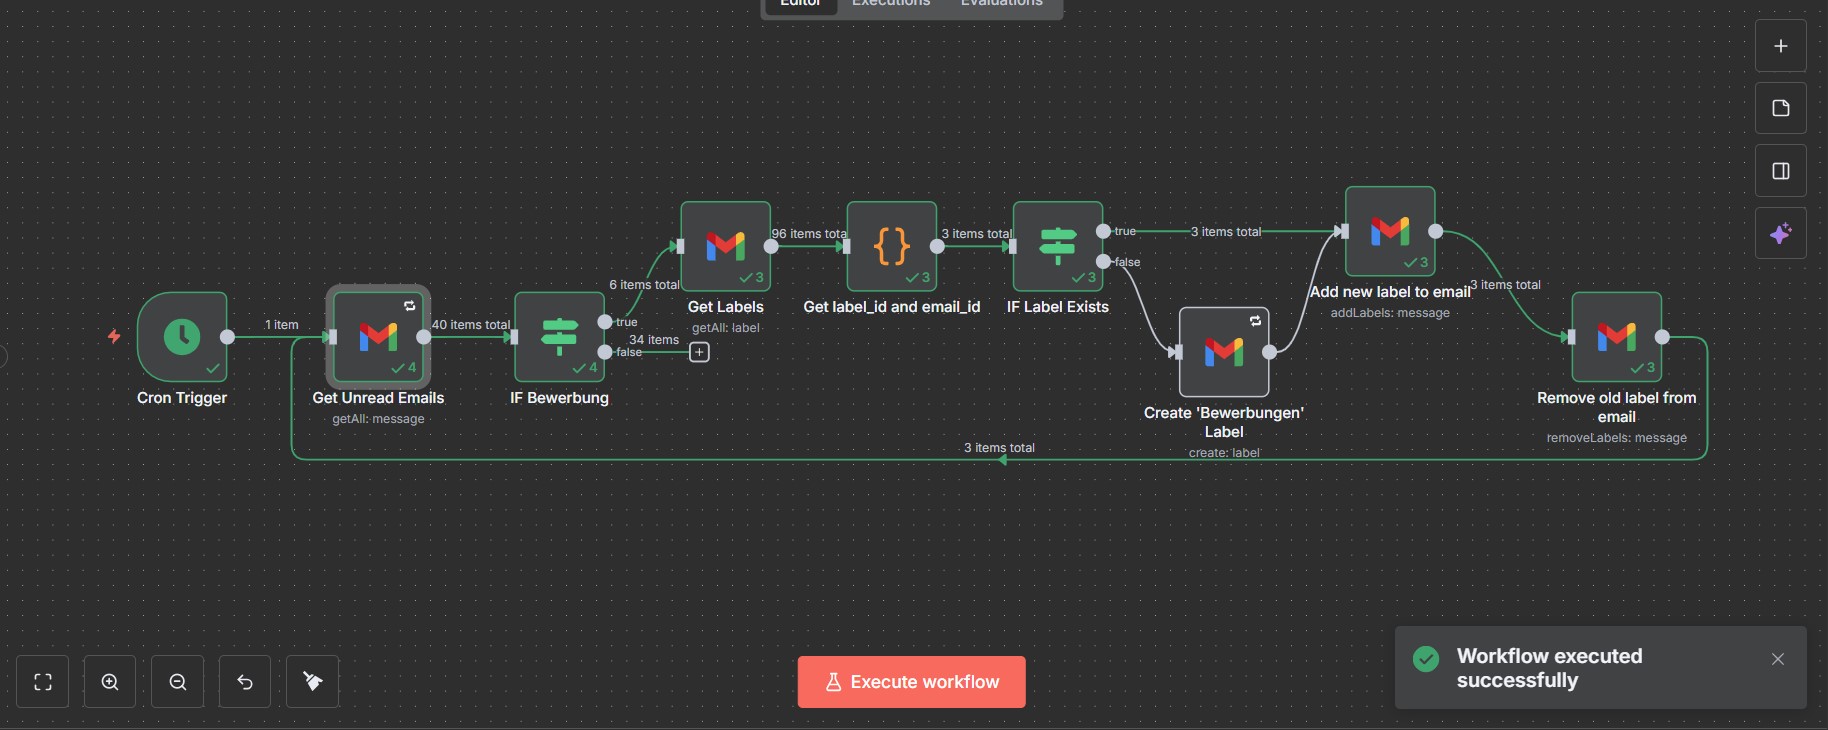 Editor Executions Evaluations
1 item
Cron Trigger
4
Get Unread Emails
getAll: message
40 items total
4
IF Bewerbung
true
false
6 items total
34 items
3
Get Labels
getAll: label
96 items total
3
Get label_id and email_id
3 items total
3
IF Label Exists
true
false
3 items total
Create 'Bewerbungen'
Label
create: label
3
Add new label to email
addLabels: message
3 items total
3
Remove old label from
email
removeLabels: message
3 items total
Execute workflow
Workflow executed
successfully